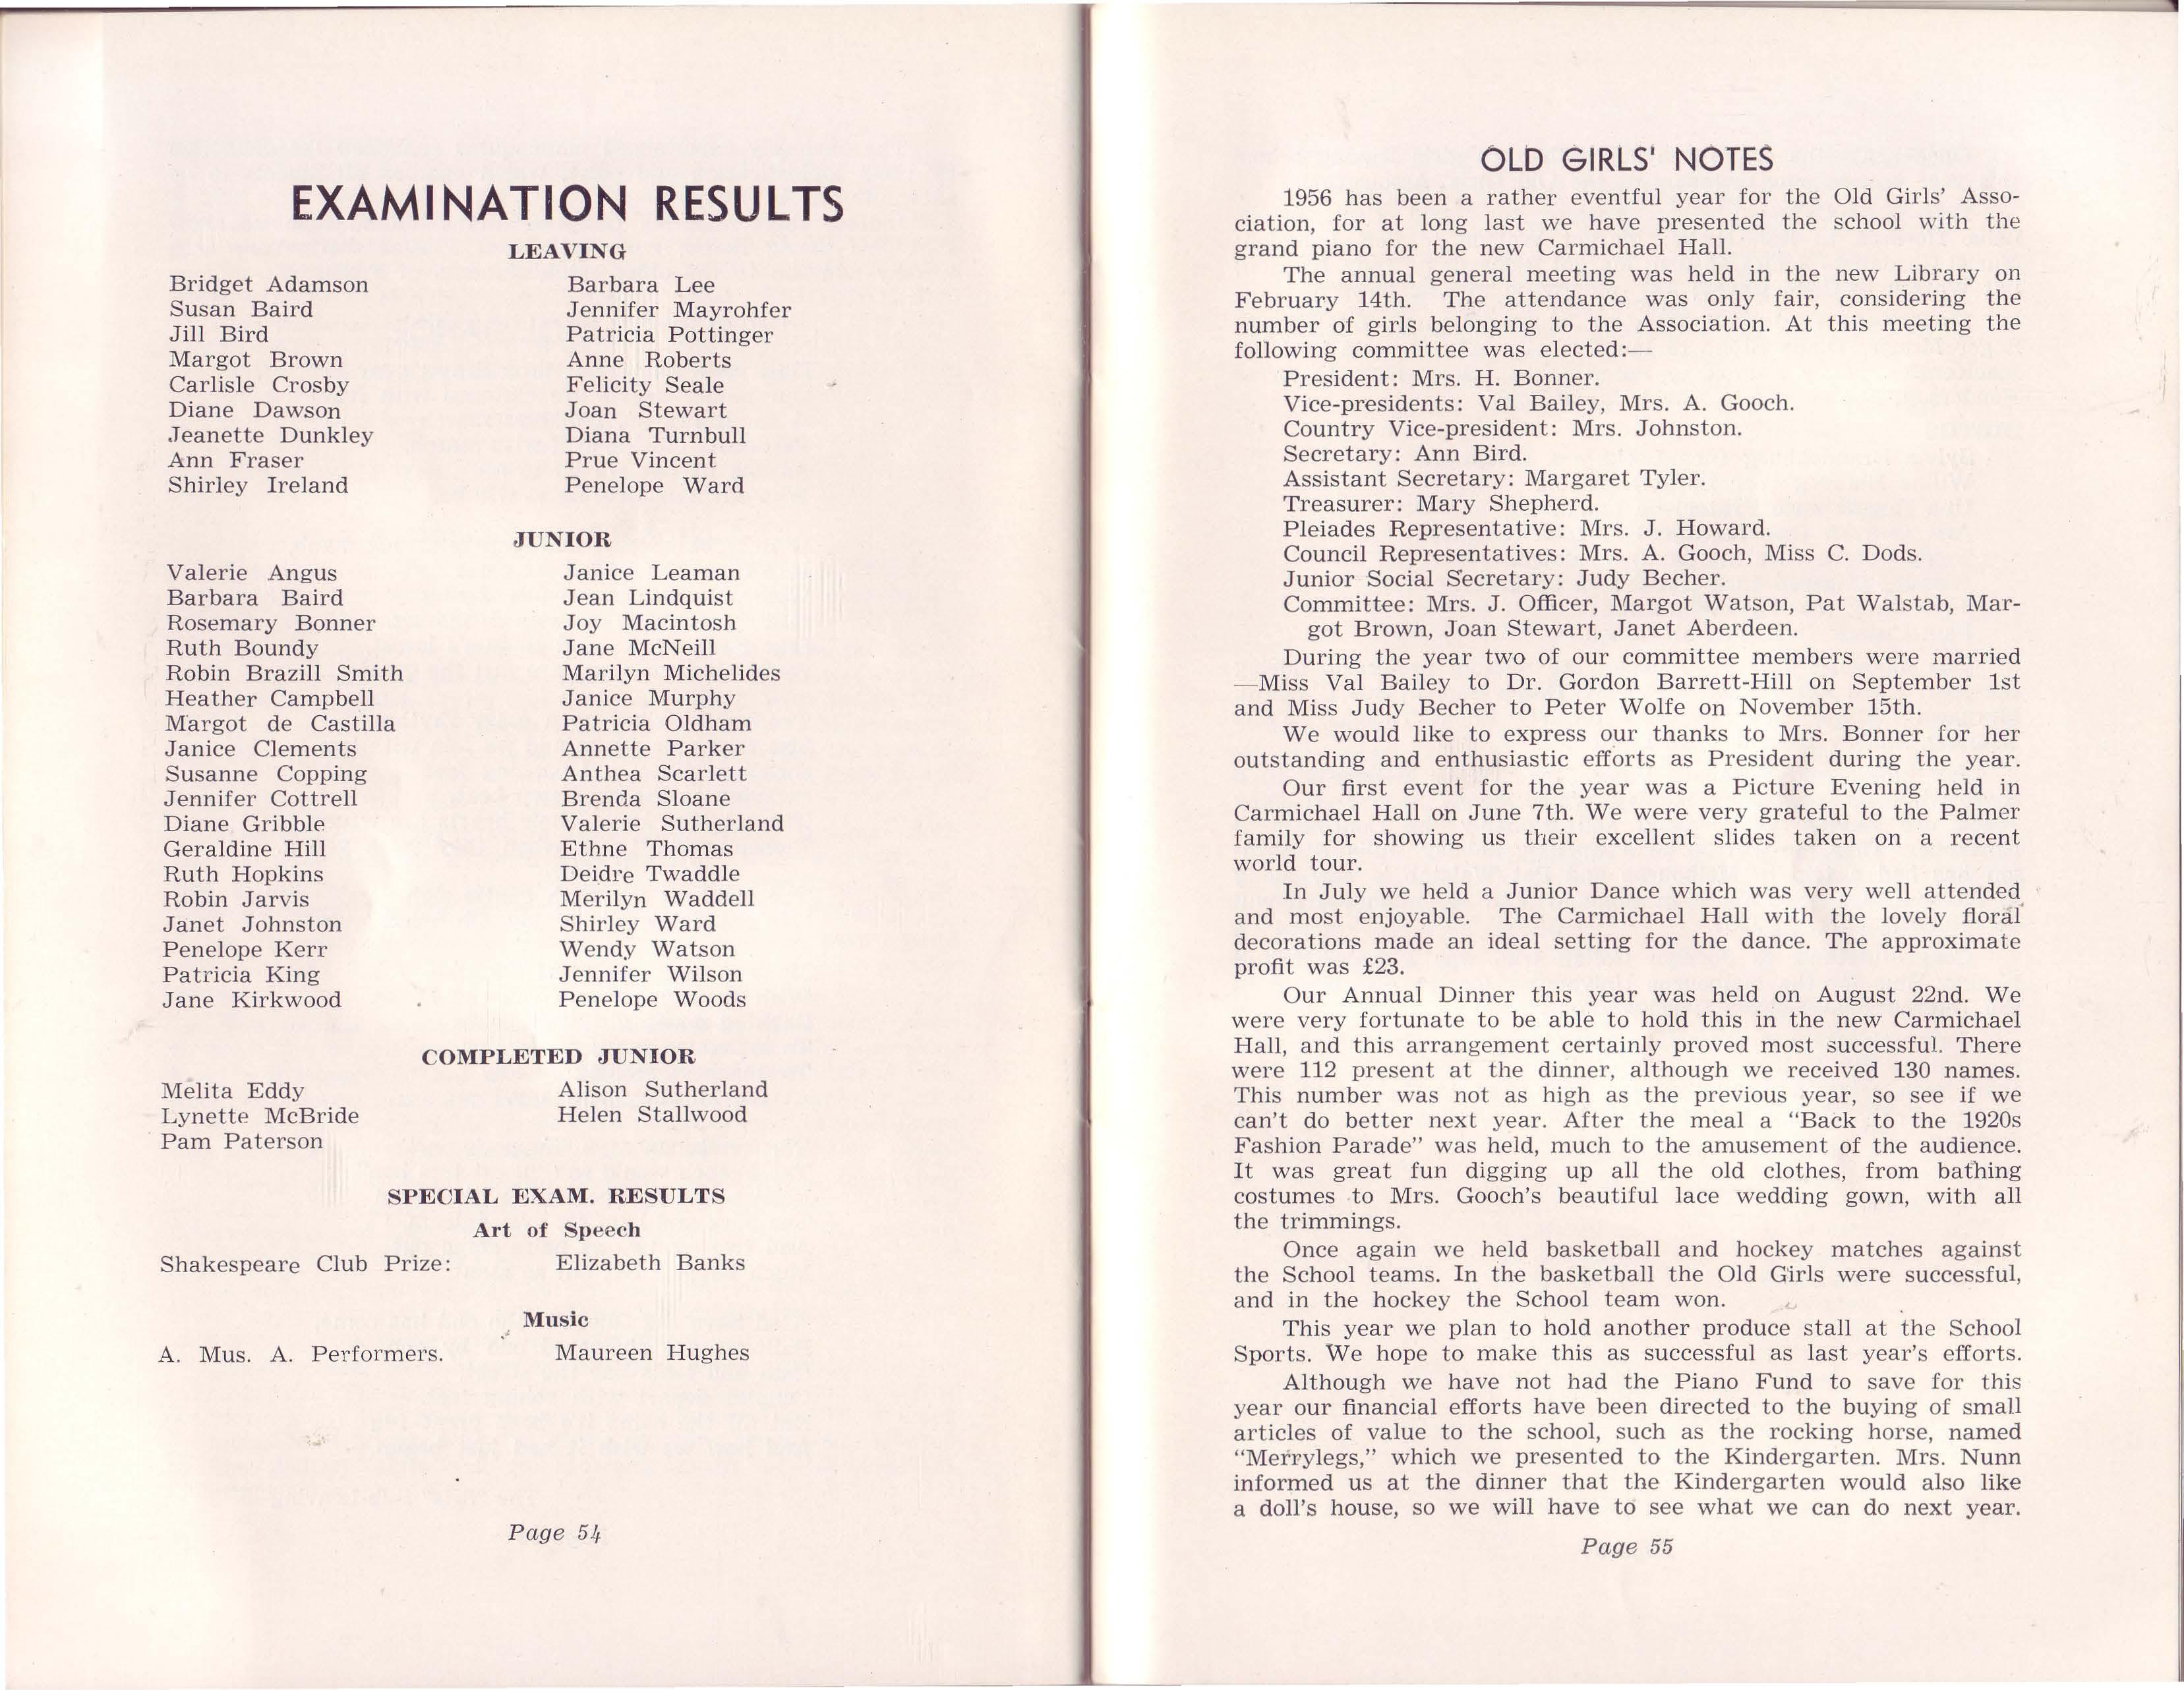 EXAMINATION RESULTS
LEAVING
Bridget Adamson
Susan Baird
Jill Bird
Margot Brown
Carlisle Crosby
Diane Dawson
Jeanette Dunkley
Ann Fraser
Shirley Ireland
Barbara Lee
Jennifer Mayrohfer
Patricia Pottinger
Anne Roberts
Felicity Seale
Joan Stewart
Diana Turnbull
Prue Vincent
Penelope Ward
JUNIOR
Valerie Angus
Barbara Baird
Rosemary Bonner
Ruth Boundy
Robin Brazill Smith
Heather Campbell
Margot de Castilla
Janice Clements
Susanne Copping
Jennifer Cottrell
Diane Gribble
Geraldine Hill
Ruth Hopkins
Robin Jarvis
Janet Johnston
Penelope Kerr
Patricia King
Jane Kirkwood
Janice Leaman
Jean Lindquist
Joy Macintosh
Jane McNeill
Marilyn Michelides
Janice Murphy
Patricia Oldham
Annette Parker
Anthea Scarlett
Brenda Sloane
Valerie Sutherland
Ethne Thomas
Deidre Twaddle
Merilyn Waddell
Shirley Ward
Wendy Watson
Jennifer Wilson
Penelope Woods
COMPLETED JUNIOR
Melita Eddy
Lynette McBride
Pam Paterson
Alison Sutherland
Helen Stallwood
SPECIAL EXAM. RESULTS
Art of Speech
Shakespeare Club Prize: Elizabeth Banks
Music
A. Mus. A. Performers. Maureen Hughes
Page 54
OLD GIRLS' NOTES
1956 has been a rather eventful year for the Old Girls' Asso-
ciation, for at long last we have presented the school with the
grand piano for the new Carmichael Hall.
The annual general meeting was held in the new Library on
February 14th. The attendance was only fair, considering the
number of girls belonging to the Association. At this meeting the
following committee was elected:—
President: Mrs. H. Bonner.
Vice-presidents: Val Bailey, Mrs. A. Gooch.
Country Vice-president: Mrs. Johnston.
Secretary: Ann Bird.
Assistant Secretary: Margaret Tyler.
Treasurer: Mary Shepherd.
Pleiades Representative: Mrs. J. Howard.
Council Representatives: Mrs. A. Gooch, Miss C. Dods.
Junior Social Secretary: Judy Becher.
Committee: Mrs. J. Officer, Margot Watson, Pat Walstab, Mar-
got Brown, Joan Stewart, Janet Aberdeen.
During the year two of our committee members were married
—Miss Val Bailey to Dr. Gordon Barrett-Hill on September 1st
and Miss Judy Becher to Peter Wolfe on November 15th.
We would like to express our thanks to Mrs. Bonner for her
outstanding and enthusiastic efforts as President during the year.
Our first event for the year was a Picture Evening held in
Carmichael Hall on June 7th. We were very grateful to the Palmer
family for showing us their excellent slides taken on a recent
world tour.
In July we held a Junior Dance which was very well attended
and most enjoyable. The Carmichael Hall with the lovely floral
decorations made an ideal setting for the dance. The approximate
profit was £23.
Our Annual Dinner this year was held on August 22nd. We
were very fortunate to be able to hold this in the new Carmichael
Hall, and this arrangement certainly proved most successful. There
were 112 present at the dinner, although we received 130 names.
This number was not as high as the previous year, so see if we
can't do better next year. After the meal a "Back to the 1920s
Fashion Parade" was held, much to the amusement of the audience.
It was great fun digging up all the old clothes, from bathing
costumes to Mrs. Gooch's beautiful lace wedding gown, with all
the trimmings.
Once again we held basketball and hockey matches against
the School teams. In the basketball the Old Girls were successful,
and in the hockey the School team won.
This year we plan to hold another produce stall at the School
Sports. We hope to make this as successful as last year's efforts.
Although we have not had the Piano Fund to save for this
year our financial efforts have been directed to the buying of small
articles of value to the school, such as the rocking horse, named
"Merrylegs," which we presented to the Kindergarten. Mrs. Nunn
informed us at the dinner that the Kindergarten would also like
a doll's house, so we will have to see what we can do next year.
Page 55